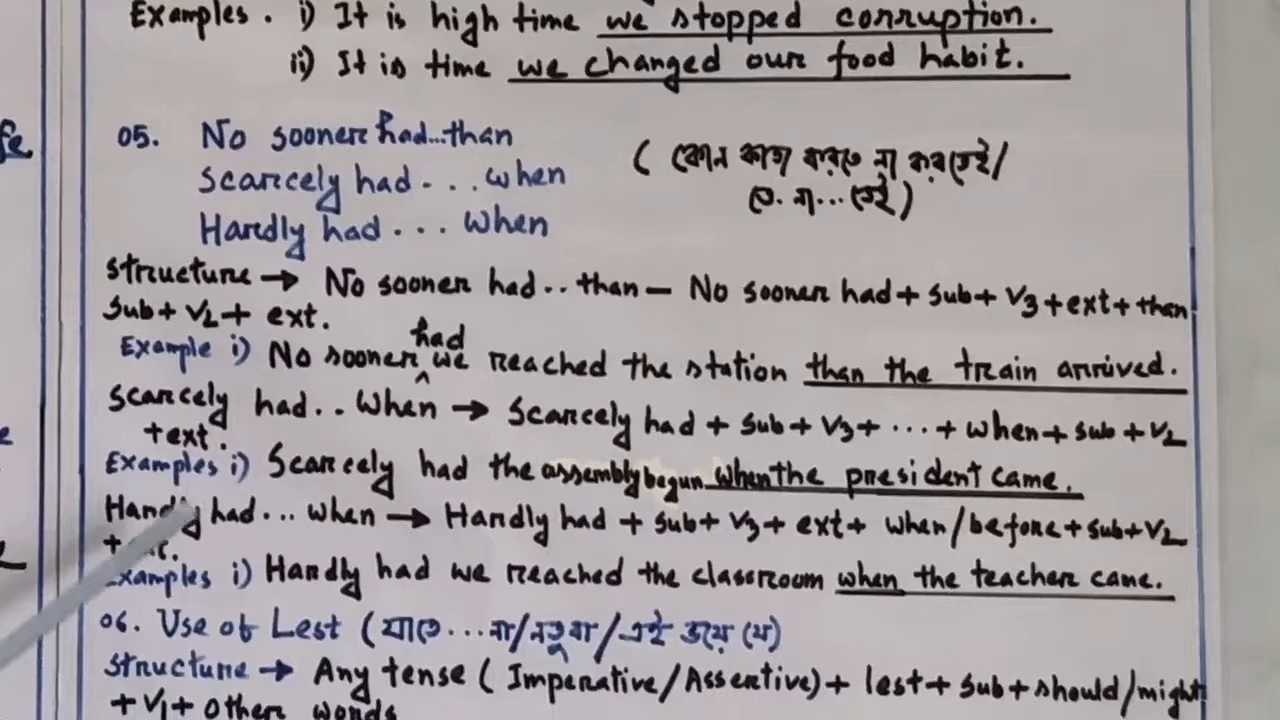 Examples. i) It is high time we stopped corruption.
ii) It is time we changed our food habit.
05. No sooner had...than
Scarcely had... when
Hardly had... when
( কোন কাজ করতে না করতেই/
তে. না... তেই)
structure → No sooner had.. than – No sooner had + sub + V3 + ext + than
sub + V2 + ext.
Example i) No sooner had we reached the station than the train arrived.
Scarcely had.. When → Scarcely had + sub + V3 + ... + when + sub + V2
+ext.
Examples i) Scarcely had the assembly begun when the president came.
Hardly had... when → Hardly had + sub + V3 + ext + when/before + sub + V2
Examples i) Hardly had we reached the classroom when the teacher came.
06. Use of Lest (যাতে...না/নতুবা/এই ভয়ে যে)
structure → Any tense (Imperative/Assertive) + lest + sub + should/might
+ V1 + other words